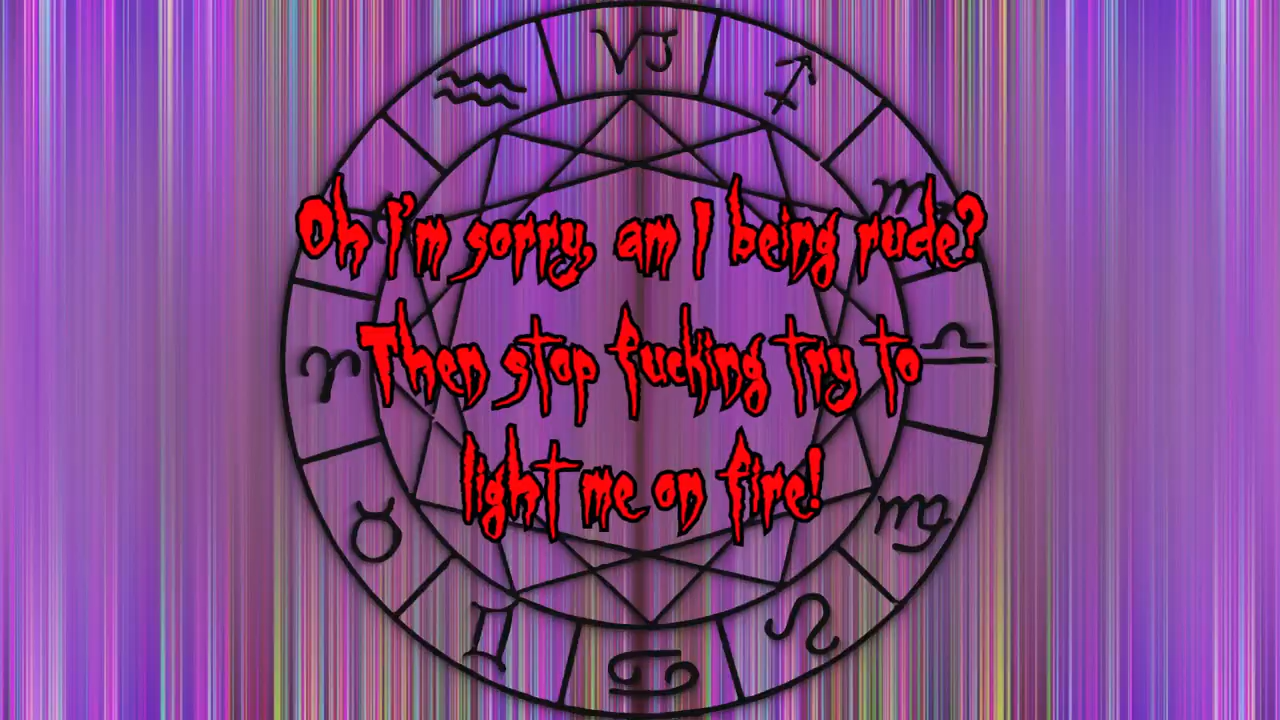 Oh I'm sorry, am I being rude?
Then stop fucking try to
light me on fire!